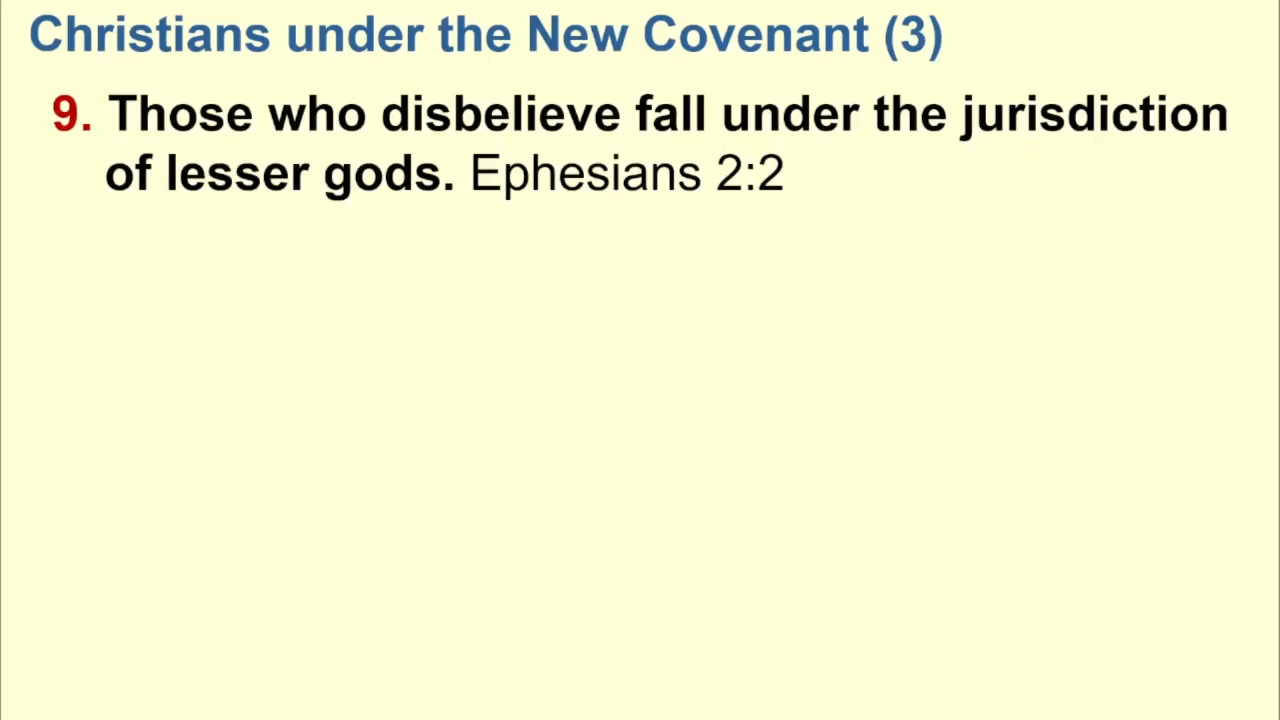 Christians under the New Covenant (3)
9. Those who disbelieve fall under the jurisdiction
of lesser gods. Ephesians 2:2